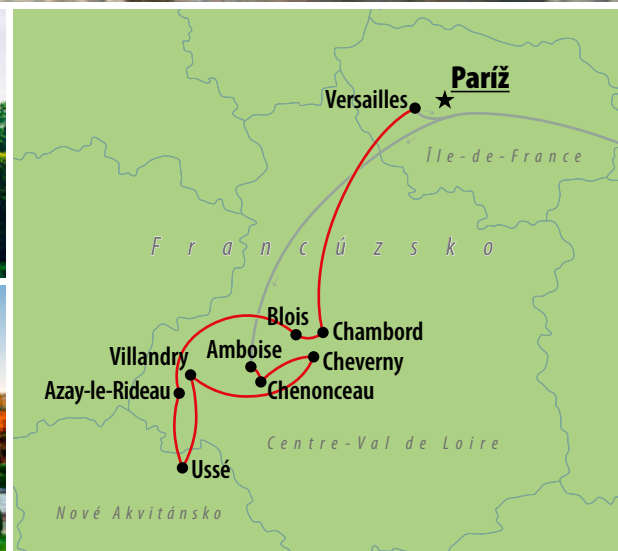 Paríž
Versailles
Île-de-France
Francúzsko
Blois
Chambord
Villandry
Amboise
Cheverny
Azay-le-Rideau
Chenonceau
Centre-Val de Loire
Ussé
Nové Akvitánsko